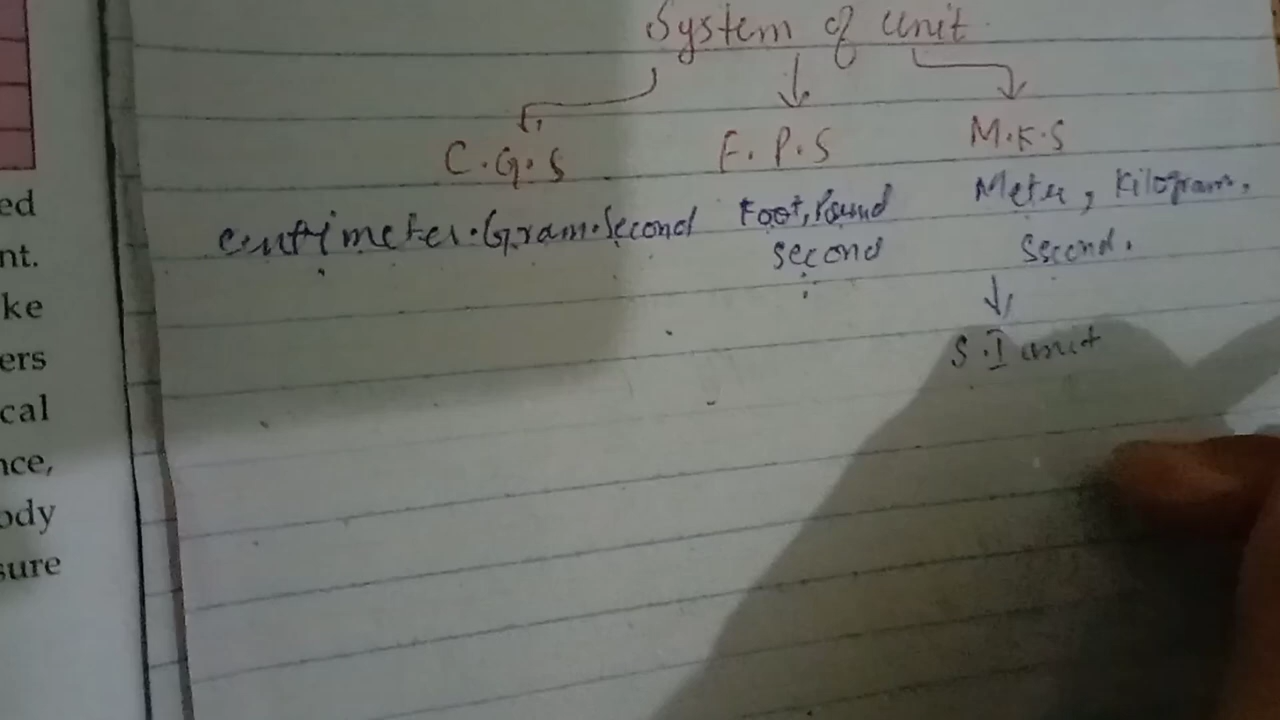 System of unit
C.G.S
F.P.S
M.K.S
centimeter.Gram.Second
Foot, Pound
second
Meter, Kilogram,
Second.
S.I unit
ed
nt.
ke
ers
cal
nce,
ody
sure